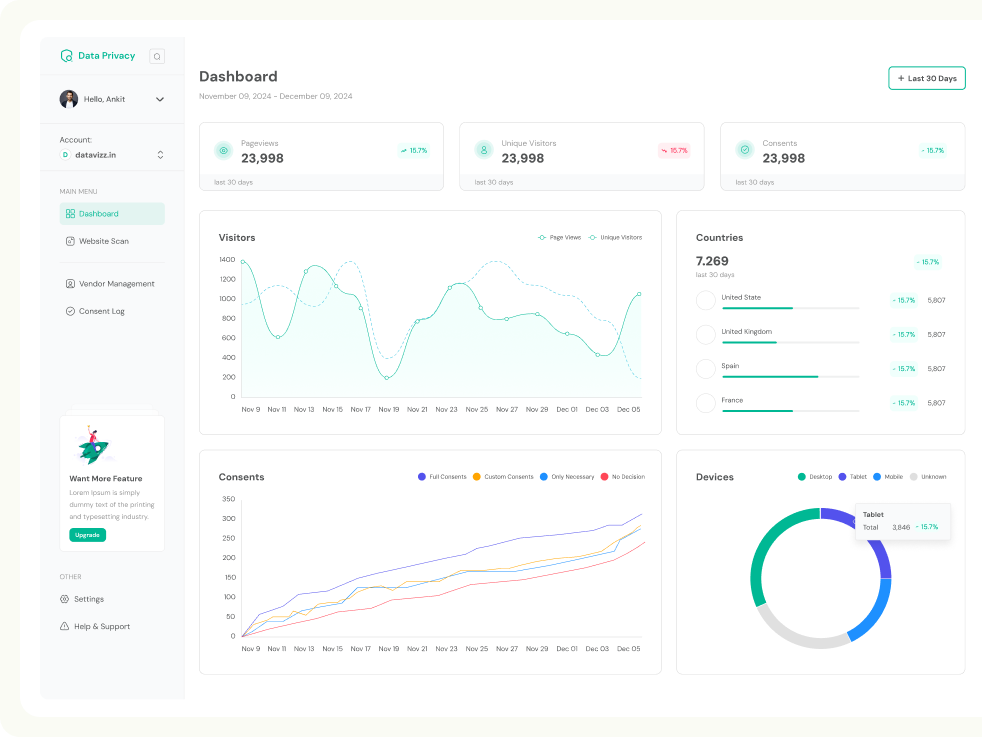 Data Privacy
Hello, Ankit
Account:
D datavizz.in
MAIN MENU
Dashboard
Website Scan
Vendor Management
Consent Log
Want More Feature
Lorem Ipsum is simply
dummy text of the printing
and typesetting industry.
Upgrade
OTHER
Settings
Help & Support
Dashboard
November 09, 2024 - December 09, 2024
+ Last 30 Days
Pageviews
23,998
15.7%
last 30 days
Unique Visitors
23,998
15.7%
last 30 days
Consents
23,998
- 15.7%
last 30 days
Visitors
Page Views Unique Visitors
1400
1200
1000
800
600
400
200
0
Nov 9 Nov 11 Nov 13 Nov 15 Nov 17 Nov 19 Nov 21 Nov 23 Nov 25 Nov 27 Nov 29 Dec 01 Dec 03 Dec 05
Countries
7.269
- 15.7%
last 30 days
United State - 15.7% 5,807
United Kingdom - 15.7% 5,807
Spain - 15.7% 5,807
France - 15.7% 5,807
Consents
Full Consents Custom Consents Only Necessary No Decision
350
300
250
200
150
100
50
0
Nov 9 Nov 11 Nov 13 Nov 15 Nov 17 Nov 19 Nov 21 Nov 23 Nov 25 Nov 27 Nov 29 Dec 01 Dec 03 Dec 05
Devices
Desktop Tablet Mobile Unknown
Tablet
Total 3,846 - 15.7%